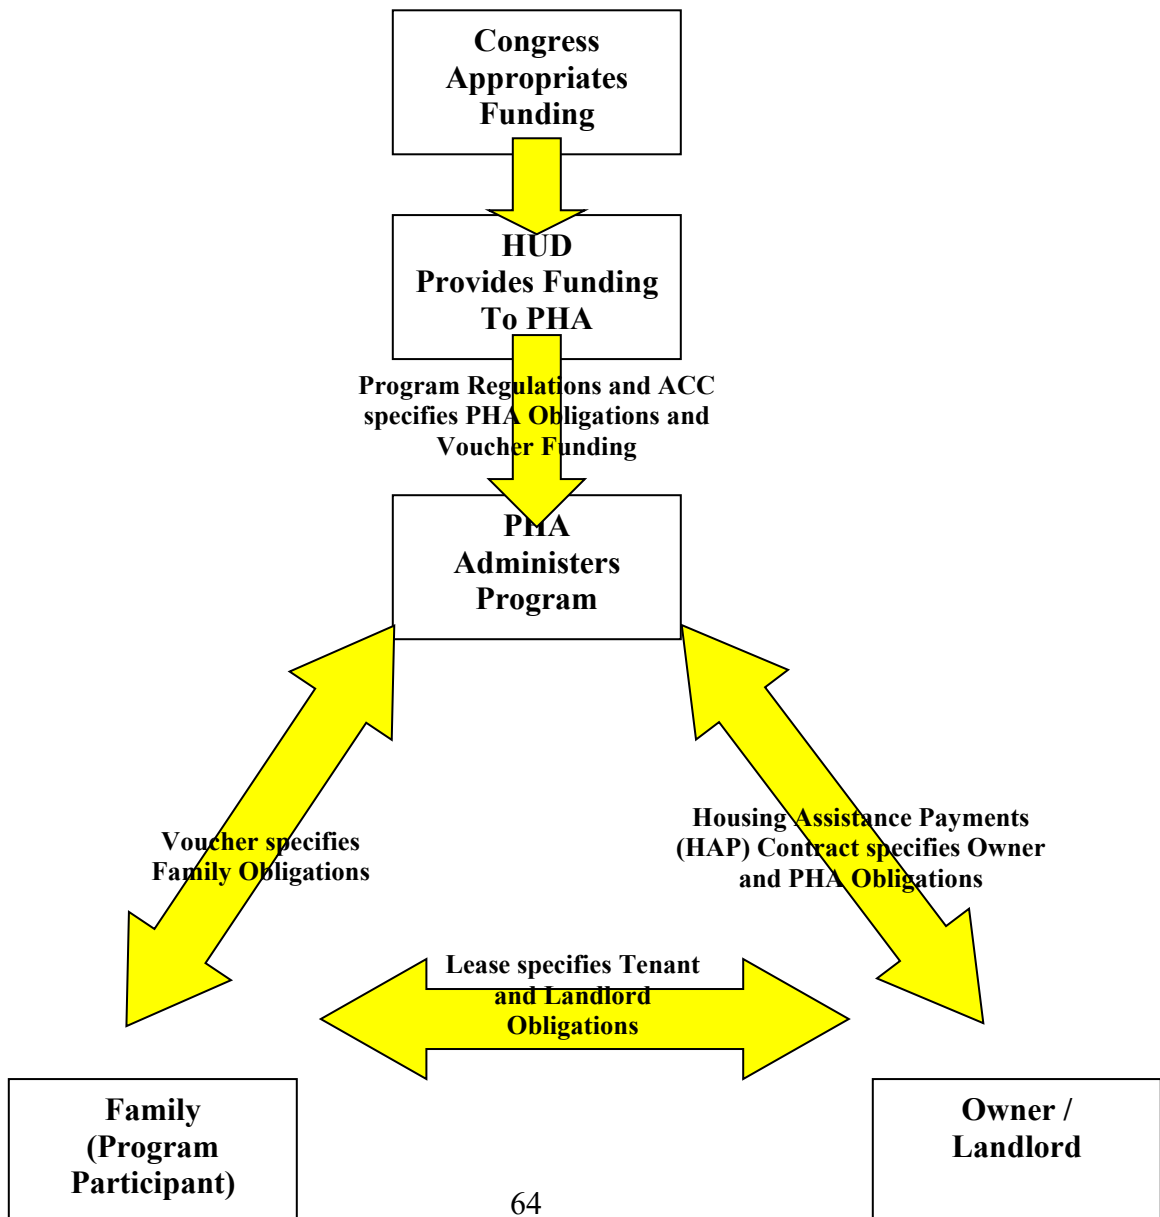 Congress
Appropriates
Funding
HUD
Provides Funding
To PHA
Program Regulations and ACC
specifies PHA Obligations and
Voucher Funding
PHA
Administers
Program
Voucher specifies
Family Obligations
Housing Assistance Payments
(HAP) Contract specifies Owner
and PHA Obligations
Lease specifies Tenant
and Landlord
Obligations
Family
(Program
Participant)
Owner /
Landlord
64